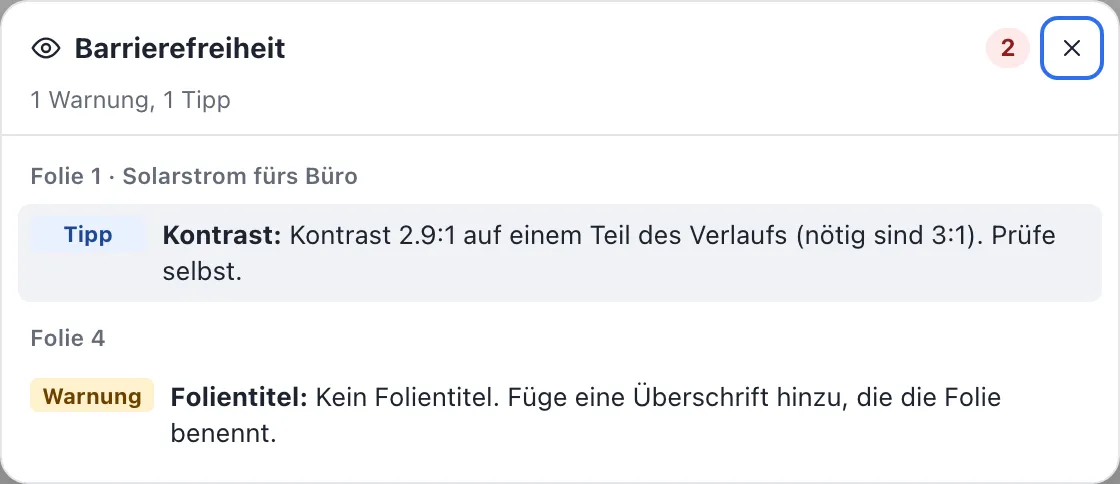 Barrierefreiheit
2
1 Warnung, 1 Tipp
Folie 1 · Solarstrom fürs Büro
Tipp
Kontrast: Kontrast 2.9:1 auf einem Teil des Verlaufs (nötig sind 3:1). Prüfe
selbst.
Folie 4
Warnung
Folientitel: Kein Folientitel. Füge eine Überschrift hinzu, die die Folie
benennt.